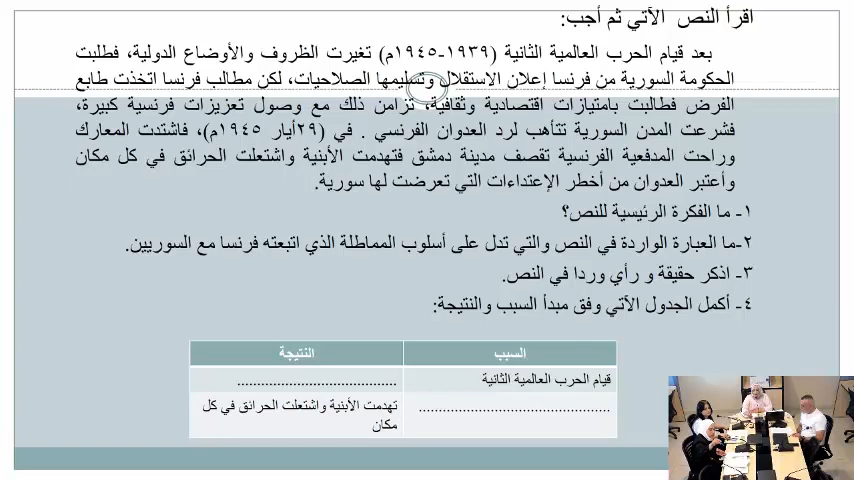 اقرأ النص الآتي ثم أجب:
بعد قيام الحرب العالمية الثانية (١٩٣٩-١٩٤٥م) تغيرت الظروف والأوضاع الدولية، فطلبت
الحكومة السورية من فرنسا إعلان الاستقلال وتسليمها الصلاحيات، لكن مطالب فرنسا اتخذت طابع
الفرض فطالبت بامتيازات اقتصادية وثقافية، تزامن ذلك مع وصول تعزيزات فرنسية كبيرة،
فشرعت المدن السورية تتأهب لرد العدوان الفرنسي . في (٢٩أيار ١٩٤٥م)، فاشتدت المعارك
وراحت المدفعية الفرنسية تقصف مدينة دمشق فتهدمت الأبنية واشتعلت الحرائق في كل مكان
وأعتبر العدوان من أخطر الإعتداءات التي تعرضت لها سورية.
١- ما الفكرة الرئيسية للنص؟
٢-ما العبارة الواردة في النص والتي تدل على أسلوب المماطلة الذي اتبعته فرنسا مع السوريين.
٣- اذكر حقيقة و رأي وردا في النص.
٤- أكمل الجدول الآتي وفق مبدأ السبب والنتيجة:
السبب النتيجة
قيام الحرب العالمية الثانية ........................................
................................................ تهدمت الأبنية واشتعلت الحرائق في كل
مكان